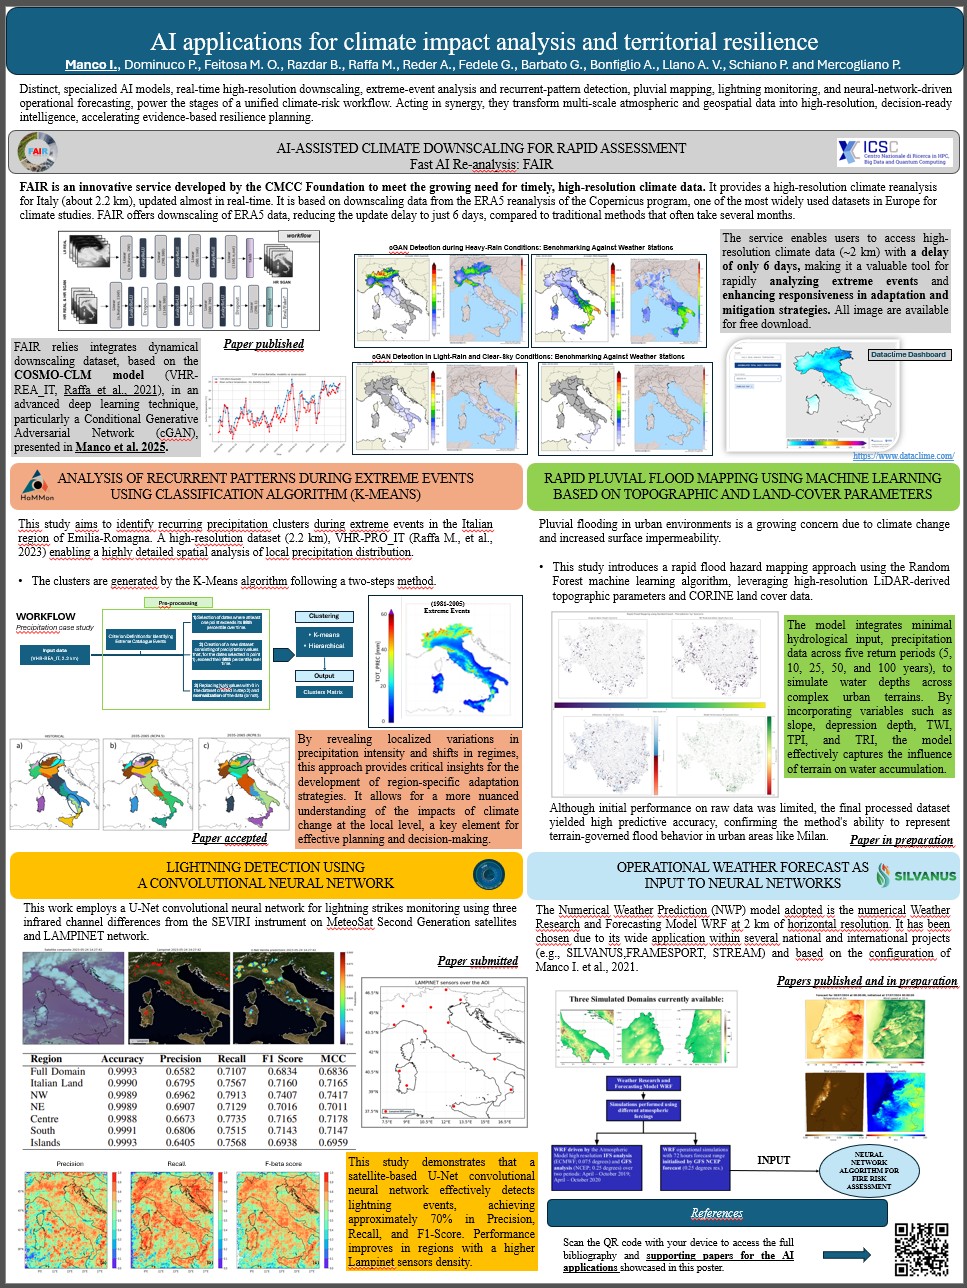 AI applications for climate impact analysis and territorial resilience
Manco I., Dominuco P., Feitosa M. O., Razdar B., Raffa M., Reder A., Fedele G., Barbato G., Bonfiglio A., Llano A. V., Schiano P. and Mercogliano P.
Distinct, specialized AI models, real-time high-resolution downscaling, extreme-event analysis and recurrent-pattern detection, pluvial mapping, lightning monitoring, and neural-network-driven
operational forecasting, power the stages of a unified climate-risk workflow. Acting in synergy, they transform multi-scale atmospheric and geospatial data into high-resolution, decision-ready
intelligence, accelerating evidence-based resilience planning.
FAIR
AI-ASSISTED CLIMATE DOWNSCALING FOR RAPID ASSESSMENT
Fast AI Re-analysis: FAIR
ICSC
Centro Nazionale di Ricerca in HPC,
Big Data and Quantum Computing
FAIR is an innovative service developed by the CMCC Foundation to meet the growing need for timely, high-resolution climate data. It provides a high-resolution climate reanalysis
for Italy (about 2.2 km), updated almost in real-time. It is based on downscaling data from the ERA5 reanalysis of the Copernicus program, one of the most widely used datasets in Europe for
climate studies. FAIR offers downscaling of ERA5 data, reducing the update delay to just 6 days, compared to traditional methods that often take several months.
workflow
LR REAL
HR SCAN
HR REAL & HR SCAN
Paper published
FAIR relies integrates dynamical
downscaling dataset, based on the
COSMO-CLM model (VHR-
REA_IT, Raffa et al., 2021), in
an advanced deep learning technique,
particularly a Conditional Generative
Adversarial Network (cGAN),
presented in Manco et al. 2025.
cGAN Detection during Heavy-Rain Conditions: Benchmarking Against Weather Stations
cGAN Detection in Light-Rain and Clear-Sky Conditions: Benchmarking Against Weather Stations
The service enables users to access high-
resolution climate data (~2 km) with a delay
of only 6 days, making it a valuable tool for
rapidly analyzing extreme events and
enhancing responsiveness in adaptation and
mitigation strategies. All image are available
for free download.
Dataclime Dashboard
https://www.dataclime.com/
HaMMon
ANALYSIS OF RECURRENT PATTERNS DURING EXTREME EVENTS
USING CLASSIFICATION ALGORITHM (K-MEANS)
This study aims to identify recurring precipitation clusters during extreme events in the Italian
region of Emilia-Romagna. A high-resolution dataset (2.2 km), VHR-PRO_IT (Raffa M., et al.,
2023) enabling a highly detailed spatial analysis of local precipitation distribution.
• The clusters are generated by the K-Means algorithm following a two-steps method.
WORKFLOW
Precipitation case study
Input data
(VHR-REA_IT, 2.2 km)
Pre-processing
Criterion Definition for Identifying
Extreme Catalogue Events
Clustering
• K-means
• Hierarchical
Output
Clusters Matrix
(1981-2005)
Extreme Events
TOT_PREC [mm]
60
40
20
0
HISTORICAL
a)
b)
c)
Paper accepted
By revealing localized variations in
precipitation intensity and shifts in regimes,
this approach provides critical insights for the
development of region-specific adaptation
strategies. It allows for a more nuanced
understanding of the impacts of climate
change at the local level, a key element for
effective planning and decision-making.
RAPID PLUVIAL FLOOD MAPPING USING MACHINE LEARNING
BASED ON TOPOGRAPHIC AND LAND-COVER PARAMETERS
Pluvial flooding in urban environments is a growing concern due to climate change
and increased surface impermeability.
• This study introduces a rapid flood hazard mapping approach using the Random
Forest machine learning algorithm, leveraging high-resolution LiDAR-derived
topographic parameters and CORINE land cover data.
The model integrates minimal
hydrological input, precipitation
data across five return periods (5,
10, 25, 50, and 100 years), to
simulate water depths across
complex urban terrains. By
incorporating variables such as
slope, depression depth, TWI,
TPI, and TRI, the model
effectively captures the influence
of terrain on water accumulation.
Although initial performance on raw data was limited, the final processed dataset
yielded high predictive accuracy, confirming the method's ability to represent
terrain-governed flood behavior in urban areas like Milan.
Paper in preparation
LIGHTNING DETECTION USING
A CONVOLUTIONAL NEURAL NETWORK
This work employs a U-Net convolutional neural network for lightning strikes monitoring using three
infrared channel differences from the SEVIRI instrument on MeteoSat Second Generation satellites
and LAMPINET network.
Paper submitted
LAMPINET sensors over the AOI
Region Accuracy Precision Recall F1 Score MCC
Full Domain 0.9993 0.6582 0.7107 0.6834 0.6836
Italian Land 0.9990 0.6795 0.7567 0.7160 0.7165
NW 0.9989 0.6962 0.7913 0.7407 0.7417
NE 0.9989 0.6907 0.7129 0.7016 0.7011
Centre 0.9988 0.6673 0.7735 0.7165 0.7178
South 0.9991 0.6806 0.7515 0.7143 0.7147
Islands 0.9993 0.6405 0.7568 0.6938 0.6959
Precision
Recall
F-beta score
This study demonstrates that a
satellite-based U-Net convolutional
neural network effectively detects
lightning events, achieving
approximately 70% in Precision,
Recall, and F1-Score. Performance
improves in regions with a higher
Lampinet sensors density.
OPERATIONAL WEATHER FORECAST AS
INPUT TO NEURAL NETWORKS
SILVANUS
The Numerical Weather Prediction (NWP) model adopted is the numerical Weather
Research and Forecasting Model WRF at 2 km of horizontal resolution. It has been
chosen due to its wide application within several national and international projects
(e.g., SILVANUS,FRAMESPORT, STREAM) and based on the configuration of
Manco I. et al., 2021.
Papers published and in preparation
Three Simulated Domains currently available:
Weather Research and
Forecasting Model WRF
Simulations performed using
different atmospheric
forcings
WRF driven by the Atmospheric
Model high resolution IFS analysis
(ECMWF, 0.075 degrees) and GFS
analysis (NCEP, 0.25 degrees) over
two periods: April – October 2019;
April – October 2020
WRF operational simulations
with 72 hours forecast range
initialised by GFS NCEP
forecast (0.25 degrees res.)
INPUT
NEURAL
NETWORK
ALGORITHM FOR
FIRE RISK
ASSESSMENT
References
Scan the QR code with your device to access the full
bibliography and supporting papers for the AI
applications showcased in this poster.